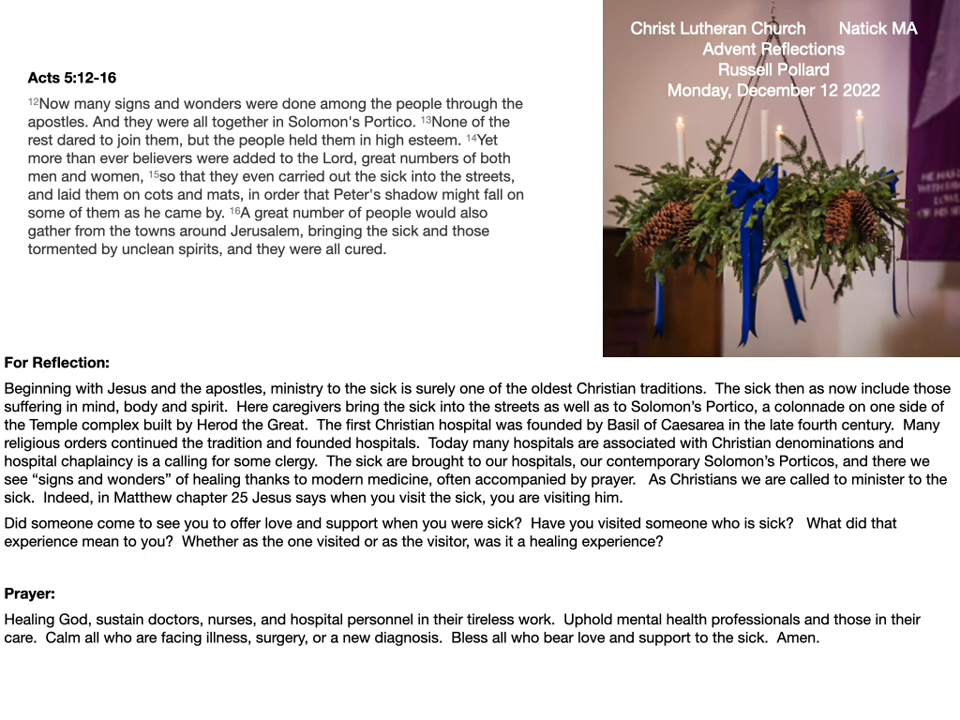 Christ Lutheran Church Natick MA
Advent Reflections
Russell Pollard
Monday, December 12 2022
Acts 5:12-16
12Now many signs and wonders were done among the people through the
apostles. And they were all together in Solomon's Portico. 13None of the
rest dared to join them, but the people held them in high esteem. 14Yet
more than ever believers were added to the Lord, great numbers of both
men and women, 15so that they even carried out the sick into the streets,
and laid them on cots and mats, in order that Peter's shadow might fall on
some of them as he came by. 16A great number of people would also
gather from the towns around Jerusalem, bringing the sick and those
tormented by unclean spirits, and they were all cured.
For Reflection:
Beginning with Jesus and the apostles, ministry to the sick is surely one of the oldest Christian traditions. The sick then as now include those
suffering in mind, body and spirit. Here caregivers bring the sick into the streets as well as to Solomon’s Portico, a colonnade on one side of
the Temple complex built by Herod the Great. The first Christian hospital was founded by Basil of Caesarea in the late fourth century. Many
religious orders continued the tradition and founded hospitals. Today many hospitals are associated with Christian denominations and
hospital chaplaincy is a calling for some clergy. The sick are brought to our hospitals, our contemporary Solomon’s Porticos, and there we
see “signs and wonders” of healing thanks to modern medicine, often accompanied by prayer. As Christians we are called to minister to the
sick. Indeed, in Matthew chapter 25 Jesus says when you visit the sick, you are visiting him.
Did someone come to see you to offer love and support when you were sick? Have you visited someone who is sick? What did that
experience mean to you? Whether as the one visited or as the visitor, was it a healing experience?
Prayer:
Healing God, sustain doctors, nurses, and hospital personnel in their tireless work. Uphold mental health professionals and those in their
care. Calm all who are facing illness, surgery, or a new diagnosis. Bless all who bear love and support to the sick. Amen.